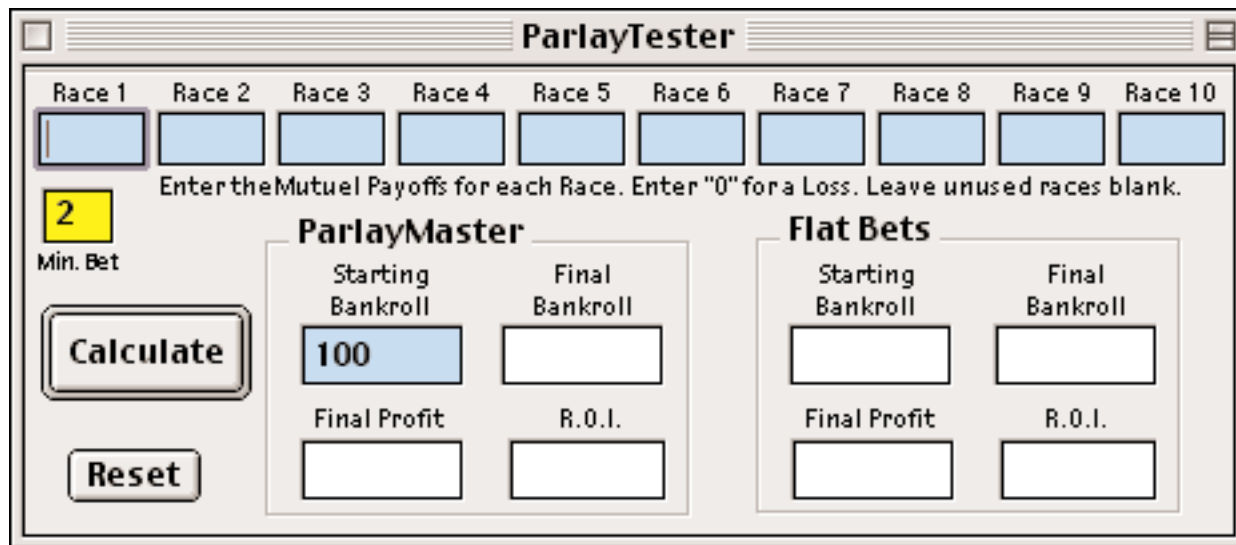 ParlayTester
Race 1 Race 2 Race 3 Race 4 Race 5 Race 6 Race 7 Race 8 Race 9 Race 10
Enter the Mutuel Payoffs for each Race. Enter "0" for a Loss. Leave unused races blank.
2
Min. Bet
Calculate
Reset
ParlayMaster
Starting Bankroll
Final Bankroll
100
Final Profit
R.O.I.
Flat Bets
Starting Bankroll
Final Bankroll
Final Profit
R.O.I.